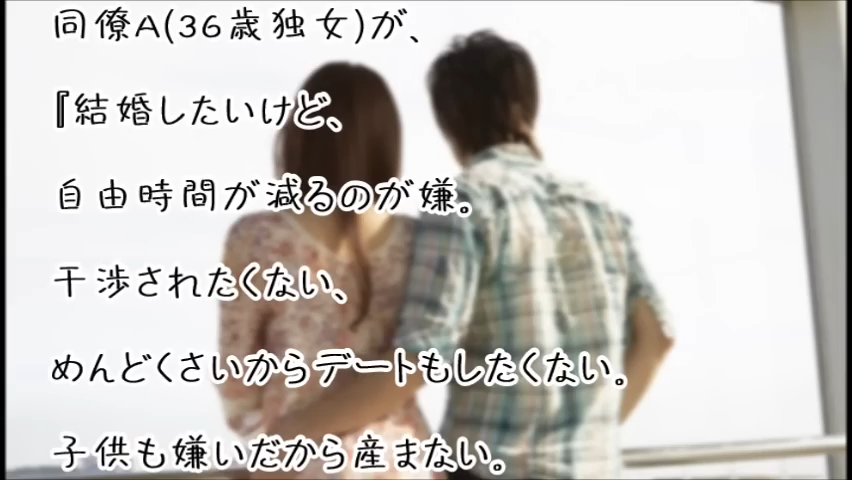 同僚A(36歳独女)が、
『結婚したいけど、
自由時間が減るのが嫌。
干渉されたくない、
めんどくさいからデートもしたくない。
子供も嫌いだから産まない。